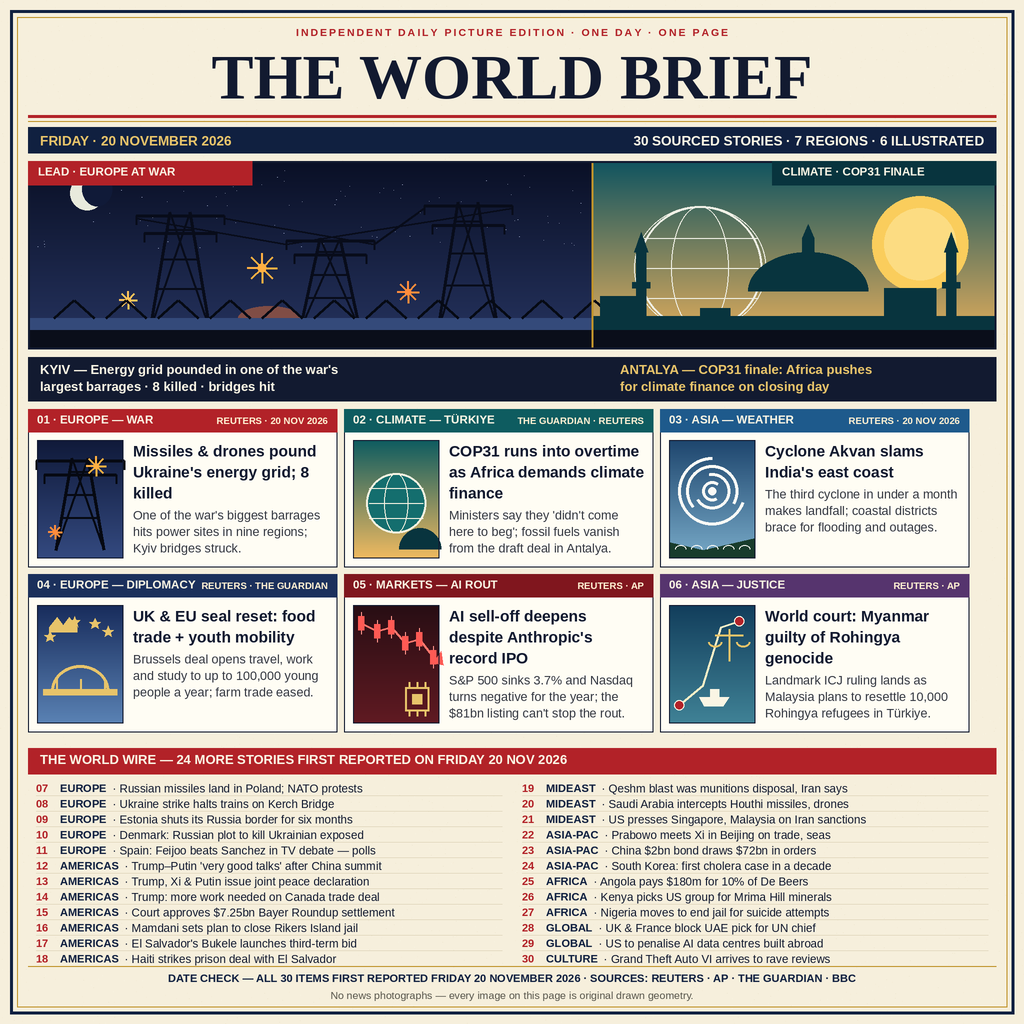 INDEPENDENT DAILY PICTURE EDITION · ONE DAY · ONE PAGE
THE WORLD BRIEF
FRIDAY · 20 NOVEMBER 2026
30 SOURCED STORIES · 7 REGIONS · 6 ILLUSTRATED
LEAD · EUROPE AT WAR
CLIMATE · COP31 FINALE
KYIV — Energy grid pounded in one of the war's
largest barrages · 8 killed · bridges hit
ANTALYA — COP31 finale: Africa pushes
for climate finance on closing day
01 · EUROPE — WAR
REUTERS · 20 NOV 2026
Missiles & drones pound
Ukraine's energy grid; 8
killed
One of the war's biggest barrages
hits power sites in nine regions;
Kyiv bridges struck.
02 · CLIMATE — TÜRKIYE
THE GUARDIAN · REUTERS
COP31 runs into overtime
as Africa demands climate
finance
Ministers say they 'didn't come
here to beg'; fossil fuels vanish
from the draft deal in Antalya.
03 · ASIA — WEATHER
REUTERS · 20 NOV 2026
Cyclone Akvan slams
India's east coast
The third cyclone in under a month
makes landfall; coastal districts
brace for flooding and outages.
04 · EUROPE — DIPLOMACY
REUTERS · THE GUARDIAN
UK & EU seal reset: food
trade + youth mobility
Brussels deal opens travel, work
and study to up to 100,000 young
people a year; farm trade eased.
05 · MARKETS — AI ROUT
REUTERS · AP
AI sell-off deepens
despite Anthropic's
record IPO
S&P 500 sinks 3.7% and Nasdaq
turns negative for the year; the
$81bn listing can't stop the rout.
06 · ASIA — JUSTICE
REUTERS · AP
World court: Myanmar
guilty of Rohingya
genocide
Landmark ICJ ruling lands as
Malaysia plans to resettle 10,000
Rohingya refugees in Türkiye.
THE WORLD WIRE — 24 MORE STORIES FIRST REPORTED ON FRIDAY 20 NOV 2026
07 EUROPE · Russian missiles land in Poland; NATO protests
08 EUROPE · Ukraine strike halts trains on Kerch Bridge
09 EUROPE · Estonia shuts its Russia border for six months
10 EUROPE · Denmark: Russian plot to kill Ukrainian exposed
11 EUROPE · Spain: Feijoo beats Sanchez in TV debate — polls
12 AMERICAS · Trump–Putin 'very good talks' after China summit
13 AMERICAS · Trump, Xi & Putin issue joint peace declaration
14 AMERICAS · Trump: more work needed on Canada trade deal
15 AMERICAS · Court approves $7.25bn Bayer Roundup settlement
16 AMERICAS · Mamdani sets plan to close Rikers Island jail
17 AMERICAS · El Salvador's Bukele launches third-term bid
18 AMERICAS · Haiti strikes prison deal with El Salvador
19 MIDEAST · Qeshm blast was munitions disposal, Iran says
20 MIDEAST · Saudi Arabia intercepts Houthi missiles, drones
21 MIDEAST · US presses Singapore, Malaysia on Iran sanctions
22 ASIA-PAC · Prabowo meets Xi in Beijing on trade, seas
23 ASIA-PAC · China $2bn bond draws $72bn in orders
24 ASIA-PAC · South Korea: first cholera case in a decade
25 AFRICA · Angola pays $180m for 10% of De Beers
26 AFRICA · Kenya picks US group for Mrima Hill minerals
27 AFRICA · Nigeria moves to end jail for suicide attempts
28 GLOBAL · UK & France block UAE pick for UN chief
29 GLOBAL · US to penalise AI data centres built abroad
30 CULTURE · Grand Theft Auto VI arrives to rave reviews
DATE CHECK — ALL 30 ITEMS FIRST REPORTED FRIDAY 20 NOVEMBER 2026 · SOURCES: REUTERS · AP · THE GUARDIAN · BBC
No news photographs — every image on this page is original drawn geometry.